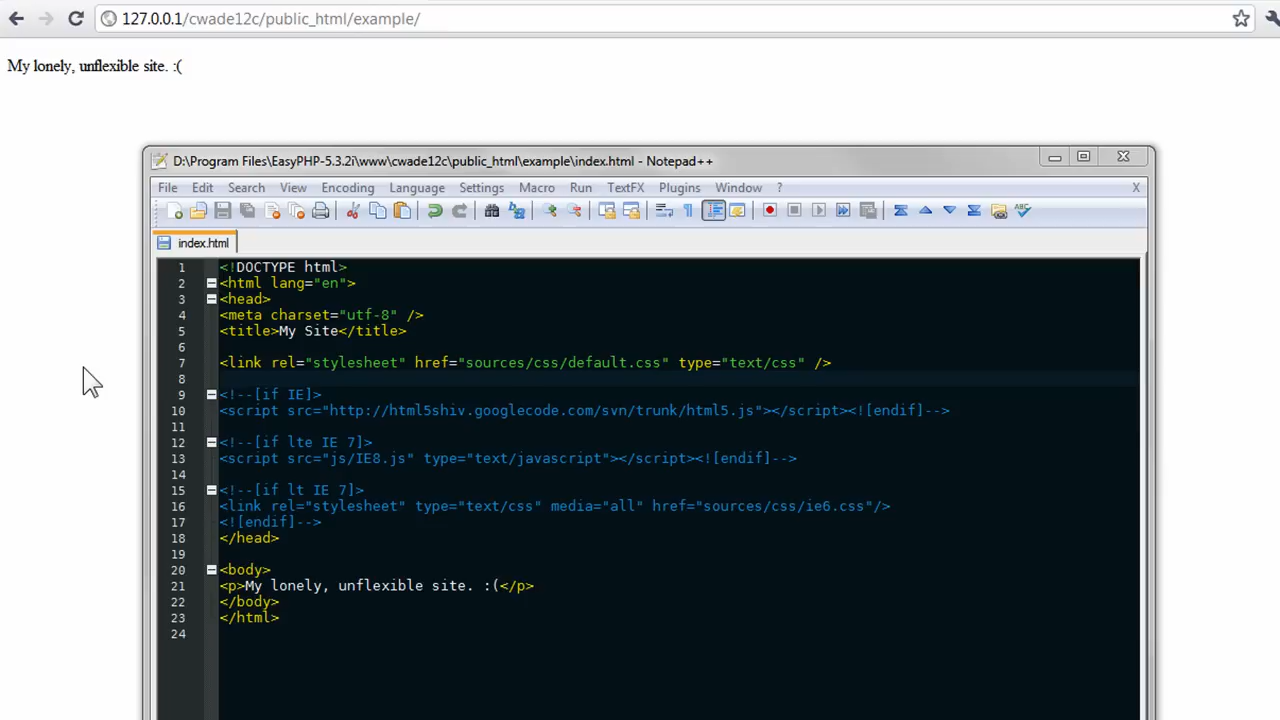 127.0.0.1/cwade12c/public_html/example/
My lonely, unflexible site. :(
D:\Program Files\EasyPHP-5.3.2i\www\cwade12c\public_html\example\index.html - Notepad++
File Edit Search View Encoding Language Settings Macro Run TextFX Plugins Window ? X
index.html
1 <!DOCTYPE html>
2 <html lang="en">
3 <head>
4 <meta charset="utf-8" />
5 <title>My Site</title>
6
7 <link rel="stylesheet" href="sources/css/default.css" type="text/css" />
8
9 <!--[if IE]>
10 <script src="http://html5shiv.googlecode.com/svn/trunk/html5.js"></script><![endif]-->
11
12 <!--[if lte IE 7]>
13 <script src="js/IE8.js" type="text/javascript"></script><![endif]-->
14
15 <!--[if lt IE 7]>
16 <link rel="stylesheet" type="text/css" media="all" href="sources/css/ie6.css"/>
17 <![endif]-->
18 </head>
19
20 <body>
21 <p>My lonely, unflexible site. :(</p>
22 </body>
23 </html>
24